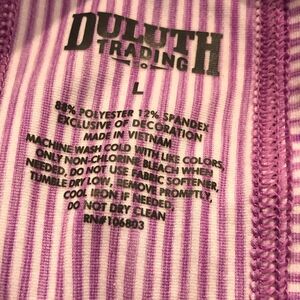 DULUTH
TRADING
CO
L
88% POLYESTER 12% SPANDEX
EXCLUSIVE OF DECORATION
MADE IN VIETNAM
MACHINE WASH COLD WITH LIKE COLORS,
ONLY NON-CHLORINE BLEACH WHEN
NEEDED, DO NOT USE FABRIC SOFTENER,
TUMBLE DRY LOW, REMOVE PROMPTLY,
COOL IRON IF NEEDED,
DO NOT DRY CLEAN
RN#106803